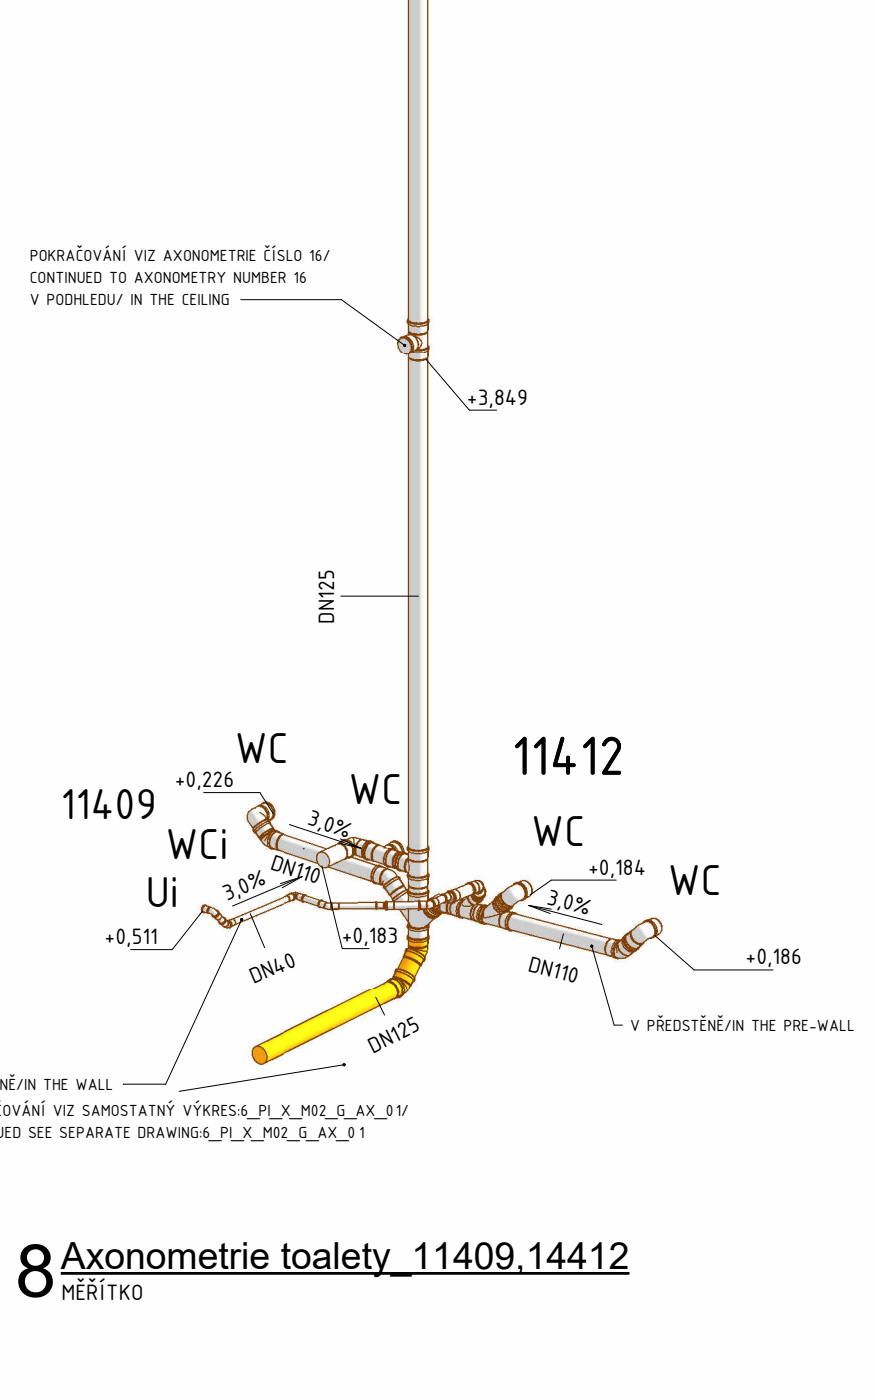 POKRAČOVÁNÍ VIZ AXONOMETRIE ČÍSLO 16/
CONTINUED TO AXONOMETRY NUMBER 16
V PODHLEDU/ IN THE CEILING
+3,849
DN125
WC
11412
+0,226
WC
11409
3,0%
WC
WCi
DN110
+0,184
WC
Ui
3,0%
3,0%
+0,511
+0,183
+0,186
DN40
DN110
DN125
V PŘEDSTĚNĚ/IN THE PRE-WALL
NĚ/IN THE WALL
OVÁNÍ VIZ SAMOSTATNÝ VÝKRES:6_PI_X_M02_G_AX_01/
UED SEE SEPARATE DRAWING:6_PI_X_M02_G_AX_01
8 Axonometrie toalety_11409,14412
MĚŘÍTKO